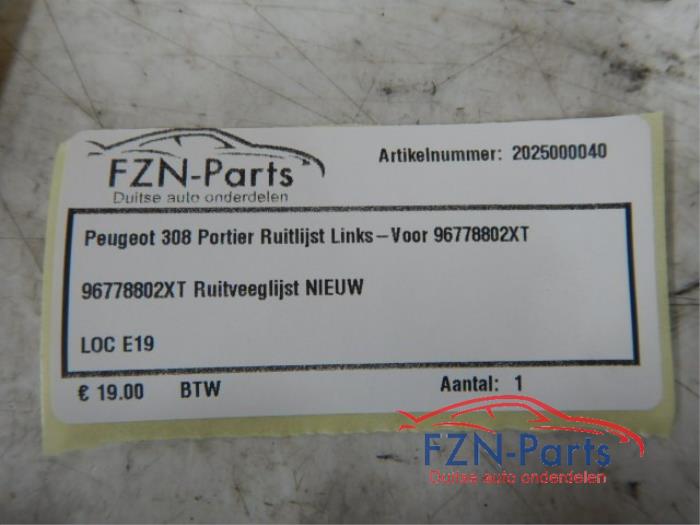 FZN-Parts
Duitse auto onderdelen
Artikelnummer: 2025000040
Peugeot 308 Portier Ruitlijst Links-Voor 96778802XT
96778802XT Ruitveeglijst NIEUW
LOC E19
€ 19.00 BTW Aantal: 1
FZN-Parts
Duitse auto onderdelen